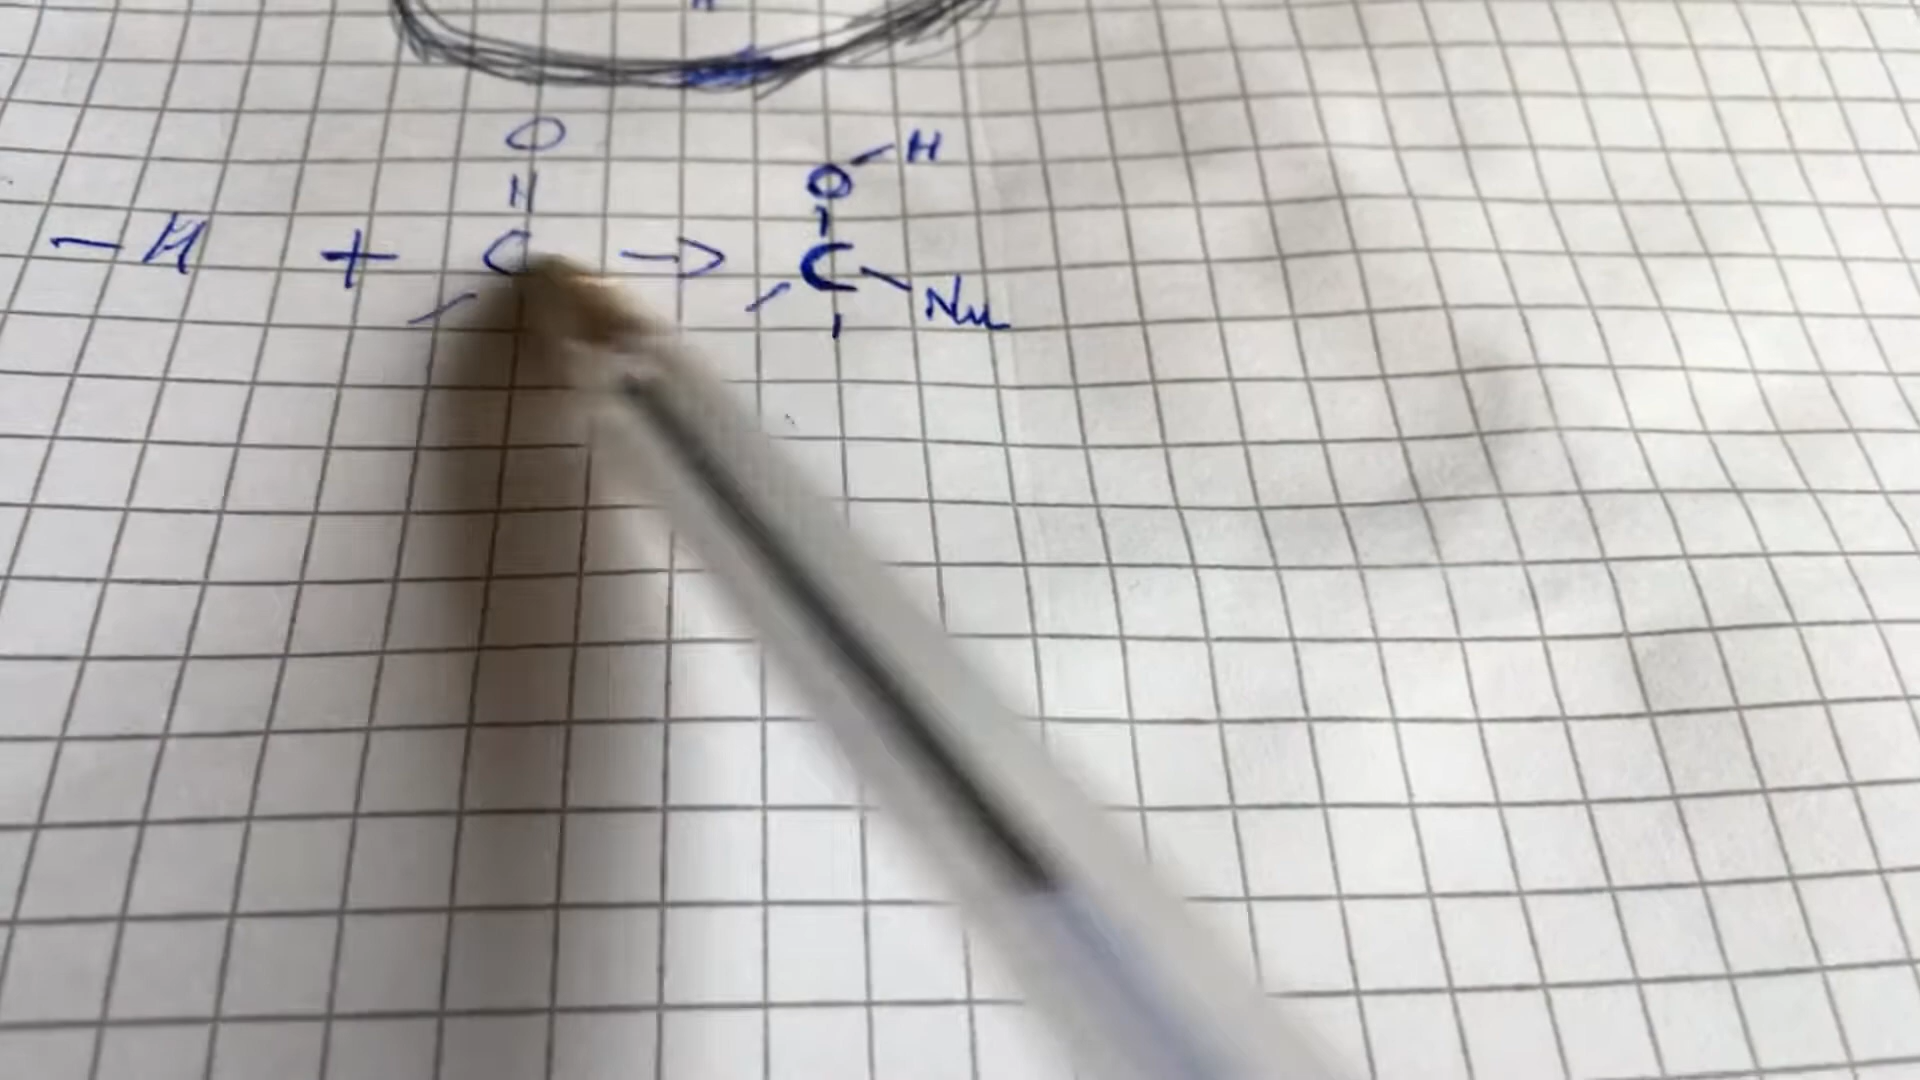 O
O – H
– H + C → C – Nu